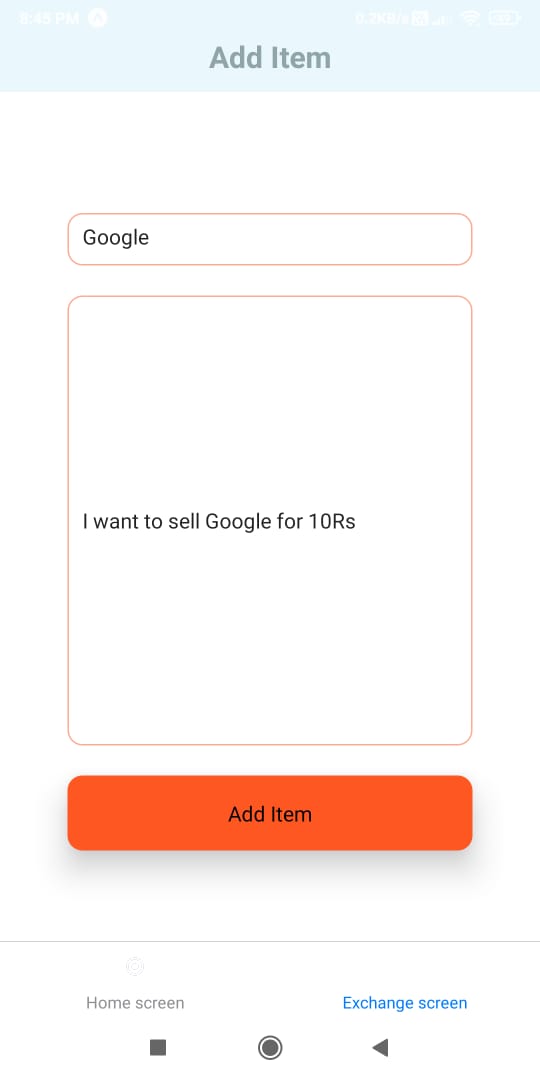 8:45 PM
0.2KB/s
Add Item
Google
I want to sell Google for 10Rs
Add Item
Home screen
Exchange screen